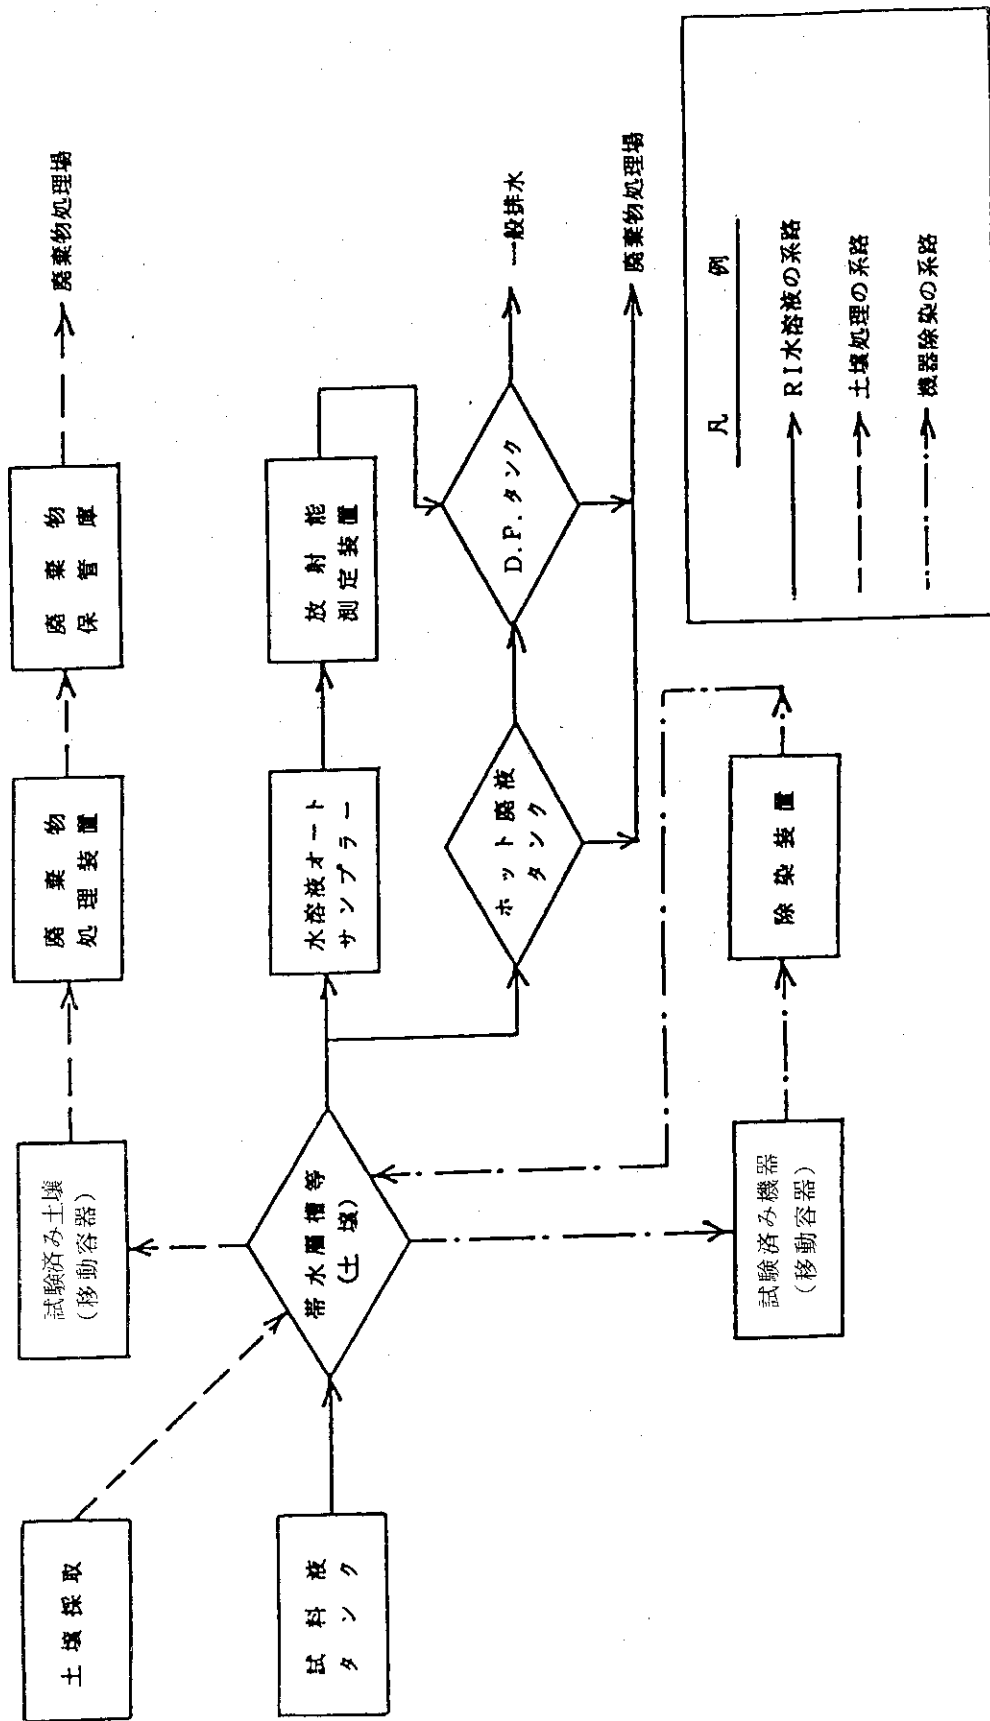 土壌採取
試験済み土壌
(移動容器)
廃棄物
処理装置
廃棄物
保管庫
廃棄物処理場
試料液
タンク
帯水層槽等
(土壌)
水溶液オート
サンプラー
放射能
測定装置
ホット廃液
タンク
D.P.タンク
一般排水
廃棄物処理場
試験済み機器
(移動容器)
除染装置
凡例
RI水溶液の系路
土壌処理の系路
機器除染の系路